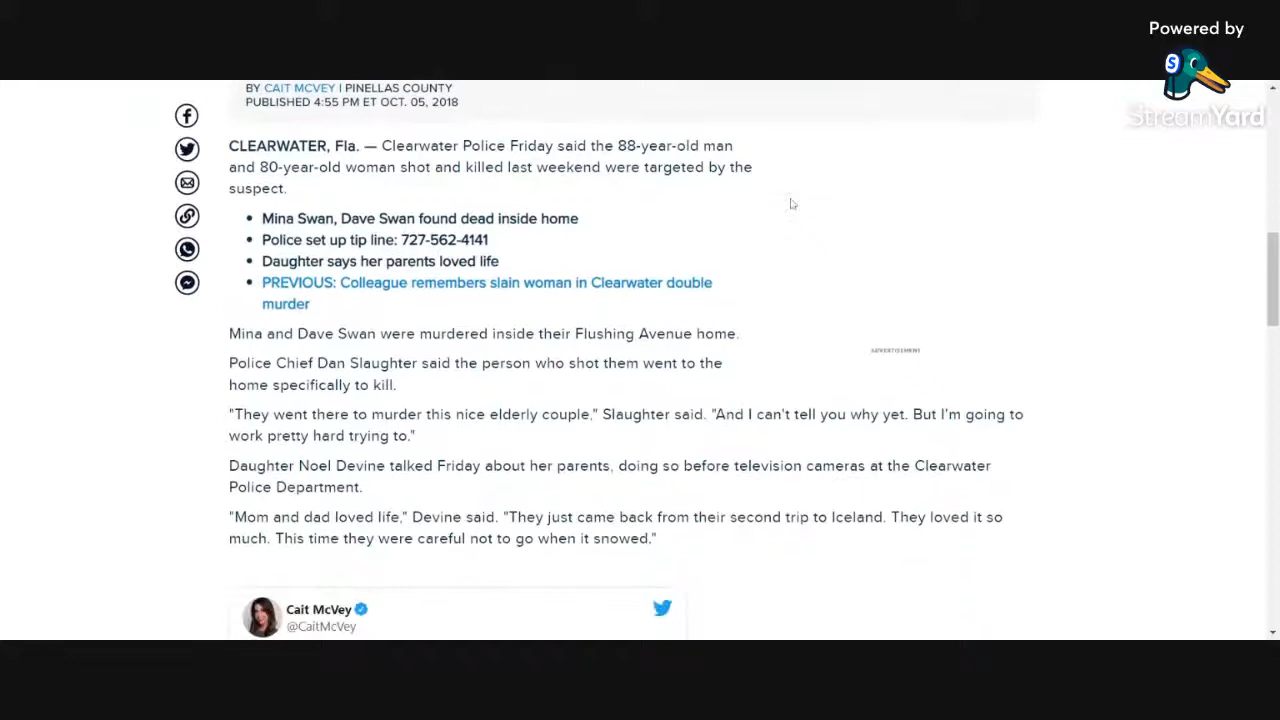 Powered by
StreamYard
BY CAIT MCVEY | PINELLAS COUNTY
PUBLISHED 4:55 PM ET OCT. 05, 2018
CLEARWATER, Fla. — Clearwater Police Friday said the 88-year-old man
and 80-year-old woman shot and killed last weekend were targeted by the
suspect.
• Mina Swan, Dave Swan found dead inside home
• Police set up tip line: 727-562-4141
• Daughter says her parents loved life
• PREVIOUS: Colleague remembers slain woman in Clearwater double
murder
Mina and Dave Swan were murdered inside their Flushing Avenue home.
ADVERTISEMENT
Police Chief Dan Slaughter said the person who shot them went to the
home specifically to kill.
"They went there to murder this nice elderly couple," Slaughter said. "And I can't tell you why yet. But I'm going to
work pretty hard trying to."
Daughter Noel Devine talked Friday about her parents, doing so before television cameras at the Clearwater
Police Department.
"Mom and dad loved life," Devine said. "They just came back from their second trip to Iceland. They loved it so
much. This time they were careful not to go when it snowed."
Cait McVey
@CaitMcVey